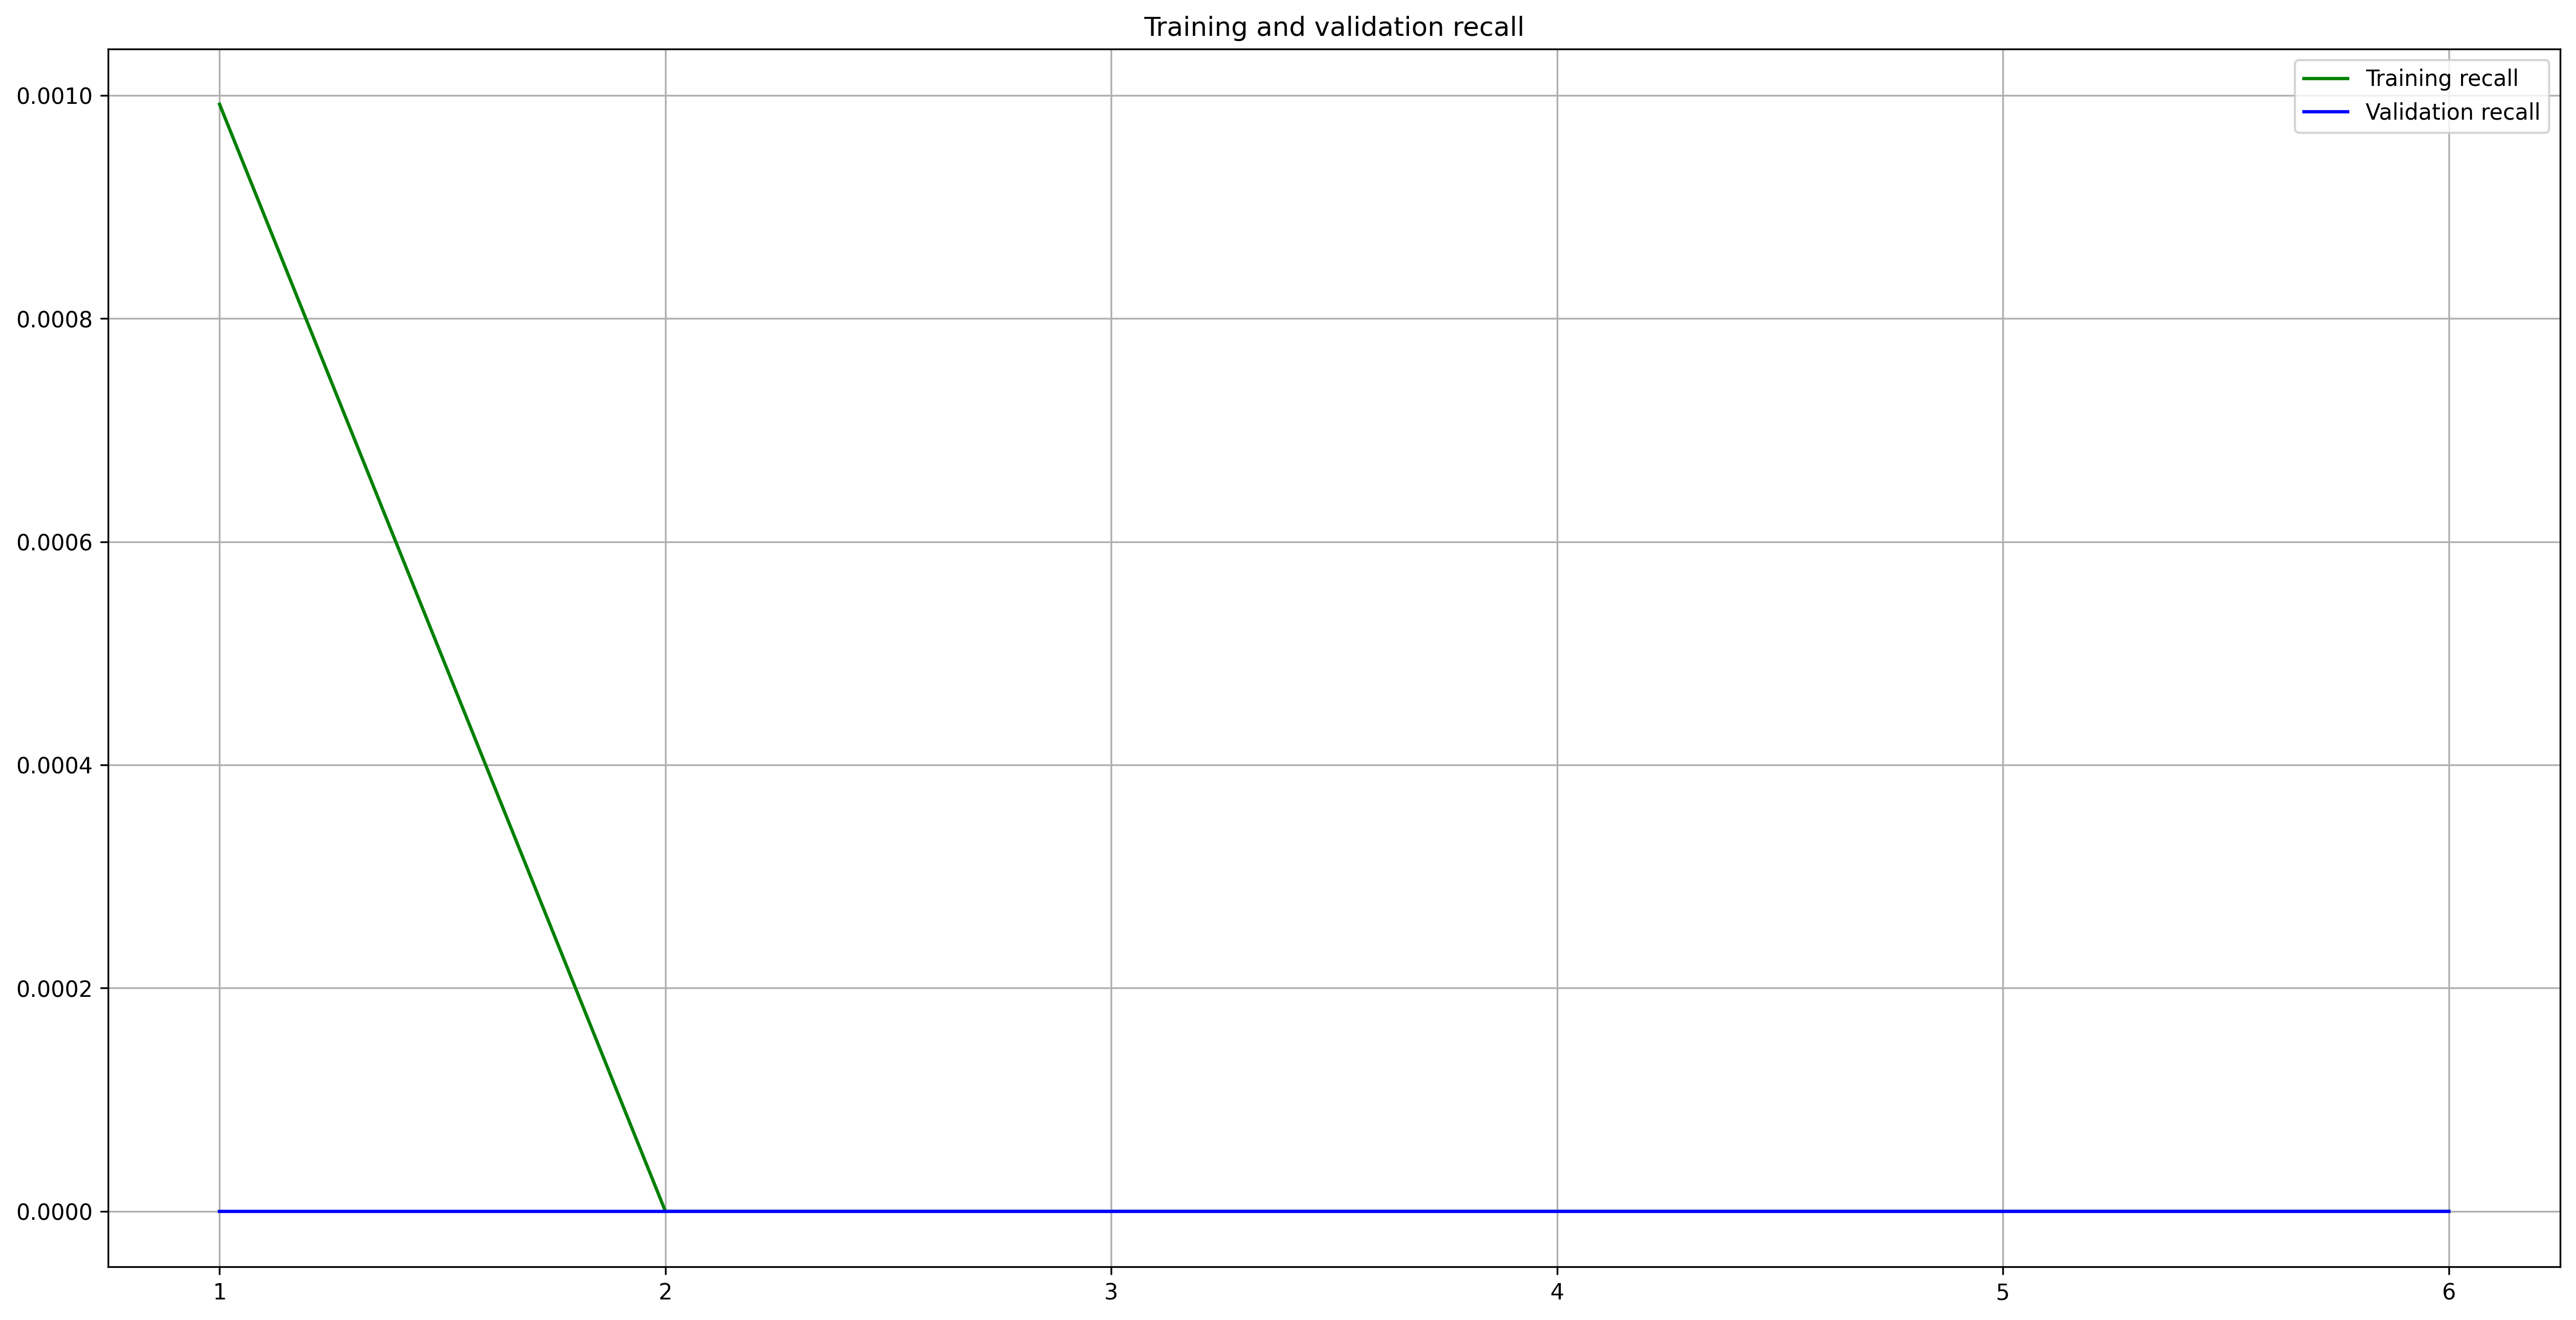 Training and validation recall
Training recall
Validation recall
0.0010
0.0008
0.0006
0.0004
0.0002
0.0000
1 2 3 4 5 6